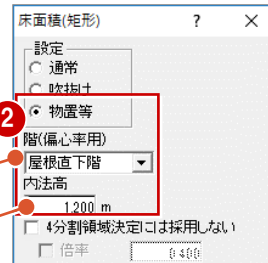 床面積(矩形) ? ×
設定
通常
吹抜け
2
物置等
階(偏心率用)
屋根直下階
内法高
1.200 m
4分割領域決定には採用しない
倍率 0.400